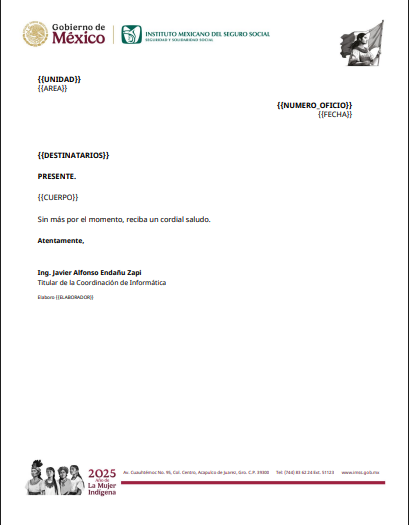 Gobierno de
México
INSTITUTO MEXICANO DEL SEGURO SOCIAL
SEGURIDAD Y SOLIDARIDAD SOCIAL
{{UNIDAD}}
{{AREA}}
{{NUMERO_OFICIO}}
{{FECHA}}
{{DESTINATARIOS}}
PRESENTE.
{{CUERPO}}
Sin más por el momento, reciba un cordial saludo.
Atentamente,
Ing. Javier Alfonso Endañu Zapi
Titular de la Coordinación de Informática
Elaboro {{ELABORADOR}}
2025
Año de
La Mujer
Indígena
Av. Cuauhtémoc No. 95, Col. Centro, Acapulco de Juarez, Gro. C.P. 39300 Tel: (744) 83 62 24 Ext. 51123 www.imss.gob.mx